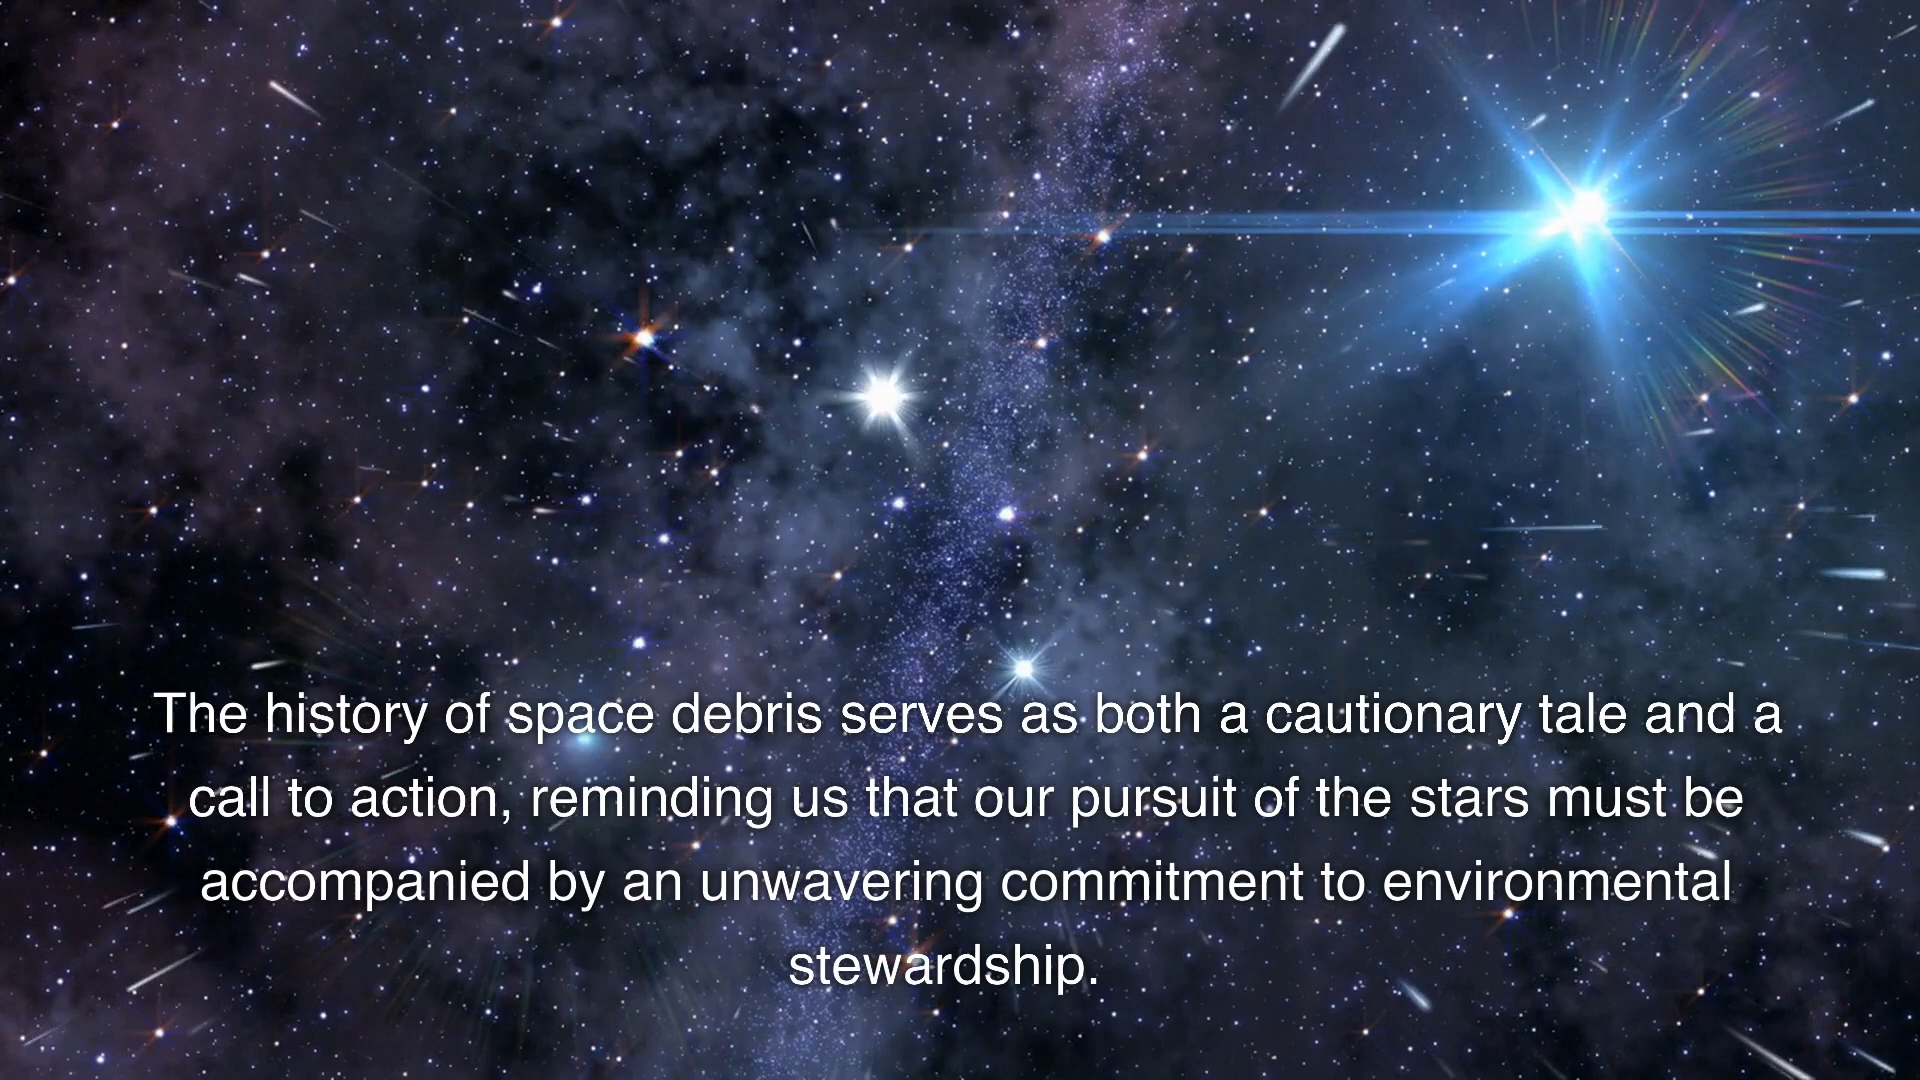 The history of space debris serves as both a cautionary tale and a
call to action, reminding us that our pursuit of the stars must be
accompanied by an unwavering commitment to environmental
stewardship.